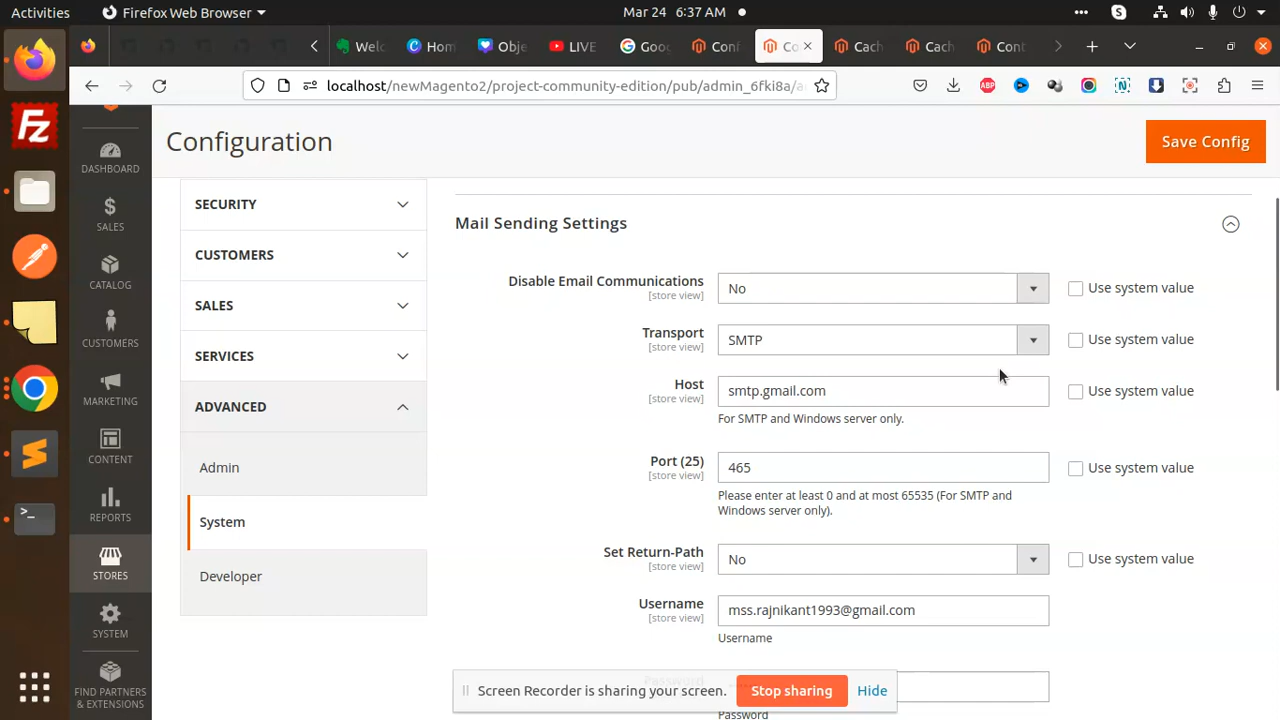 Activities
Firefox Web Browser
Mar 24 6:37 AM
Welc
Hom
Obje
LIVE
Goo
Conf
Co
Cach
Cach
Cont
localhost/newMagento2/project-community-edition/pub/admin_6fki8a/a
ABP
Configuration
Save Config
DASHBOARD
SALES
CATALOG
CUSTOMERS
MARKETING
CONTENT
REPORTS
STORES
SYSTEM
FIND PARTNERS
& EXTENSIONS
SECURITY
CUSTOMERS
SALES
SERVICES
ADVANCED
Admin
System
Developer
Mail Sending Settings
Disable Email Communications
[store view]
No
Use system value
Transport
[store view]
SMTP
Use system value
Host
[store view]
smtp.gmail.com
Use system value
For SMTP and Windows server only.
Port (25)
[store view]
465
Use system value
Please enter at least 0 and at most 65535 (For SMTP and
Windows server only).
Set Return-Path
[store view]
No
Use system value
Username
[store view]
mss.rajnikant1993@gmail.com
Username
Password
Screen Recorder is sharing your screen.
Stop sharing
Hide
Password